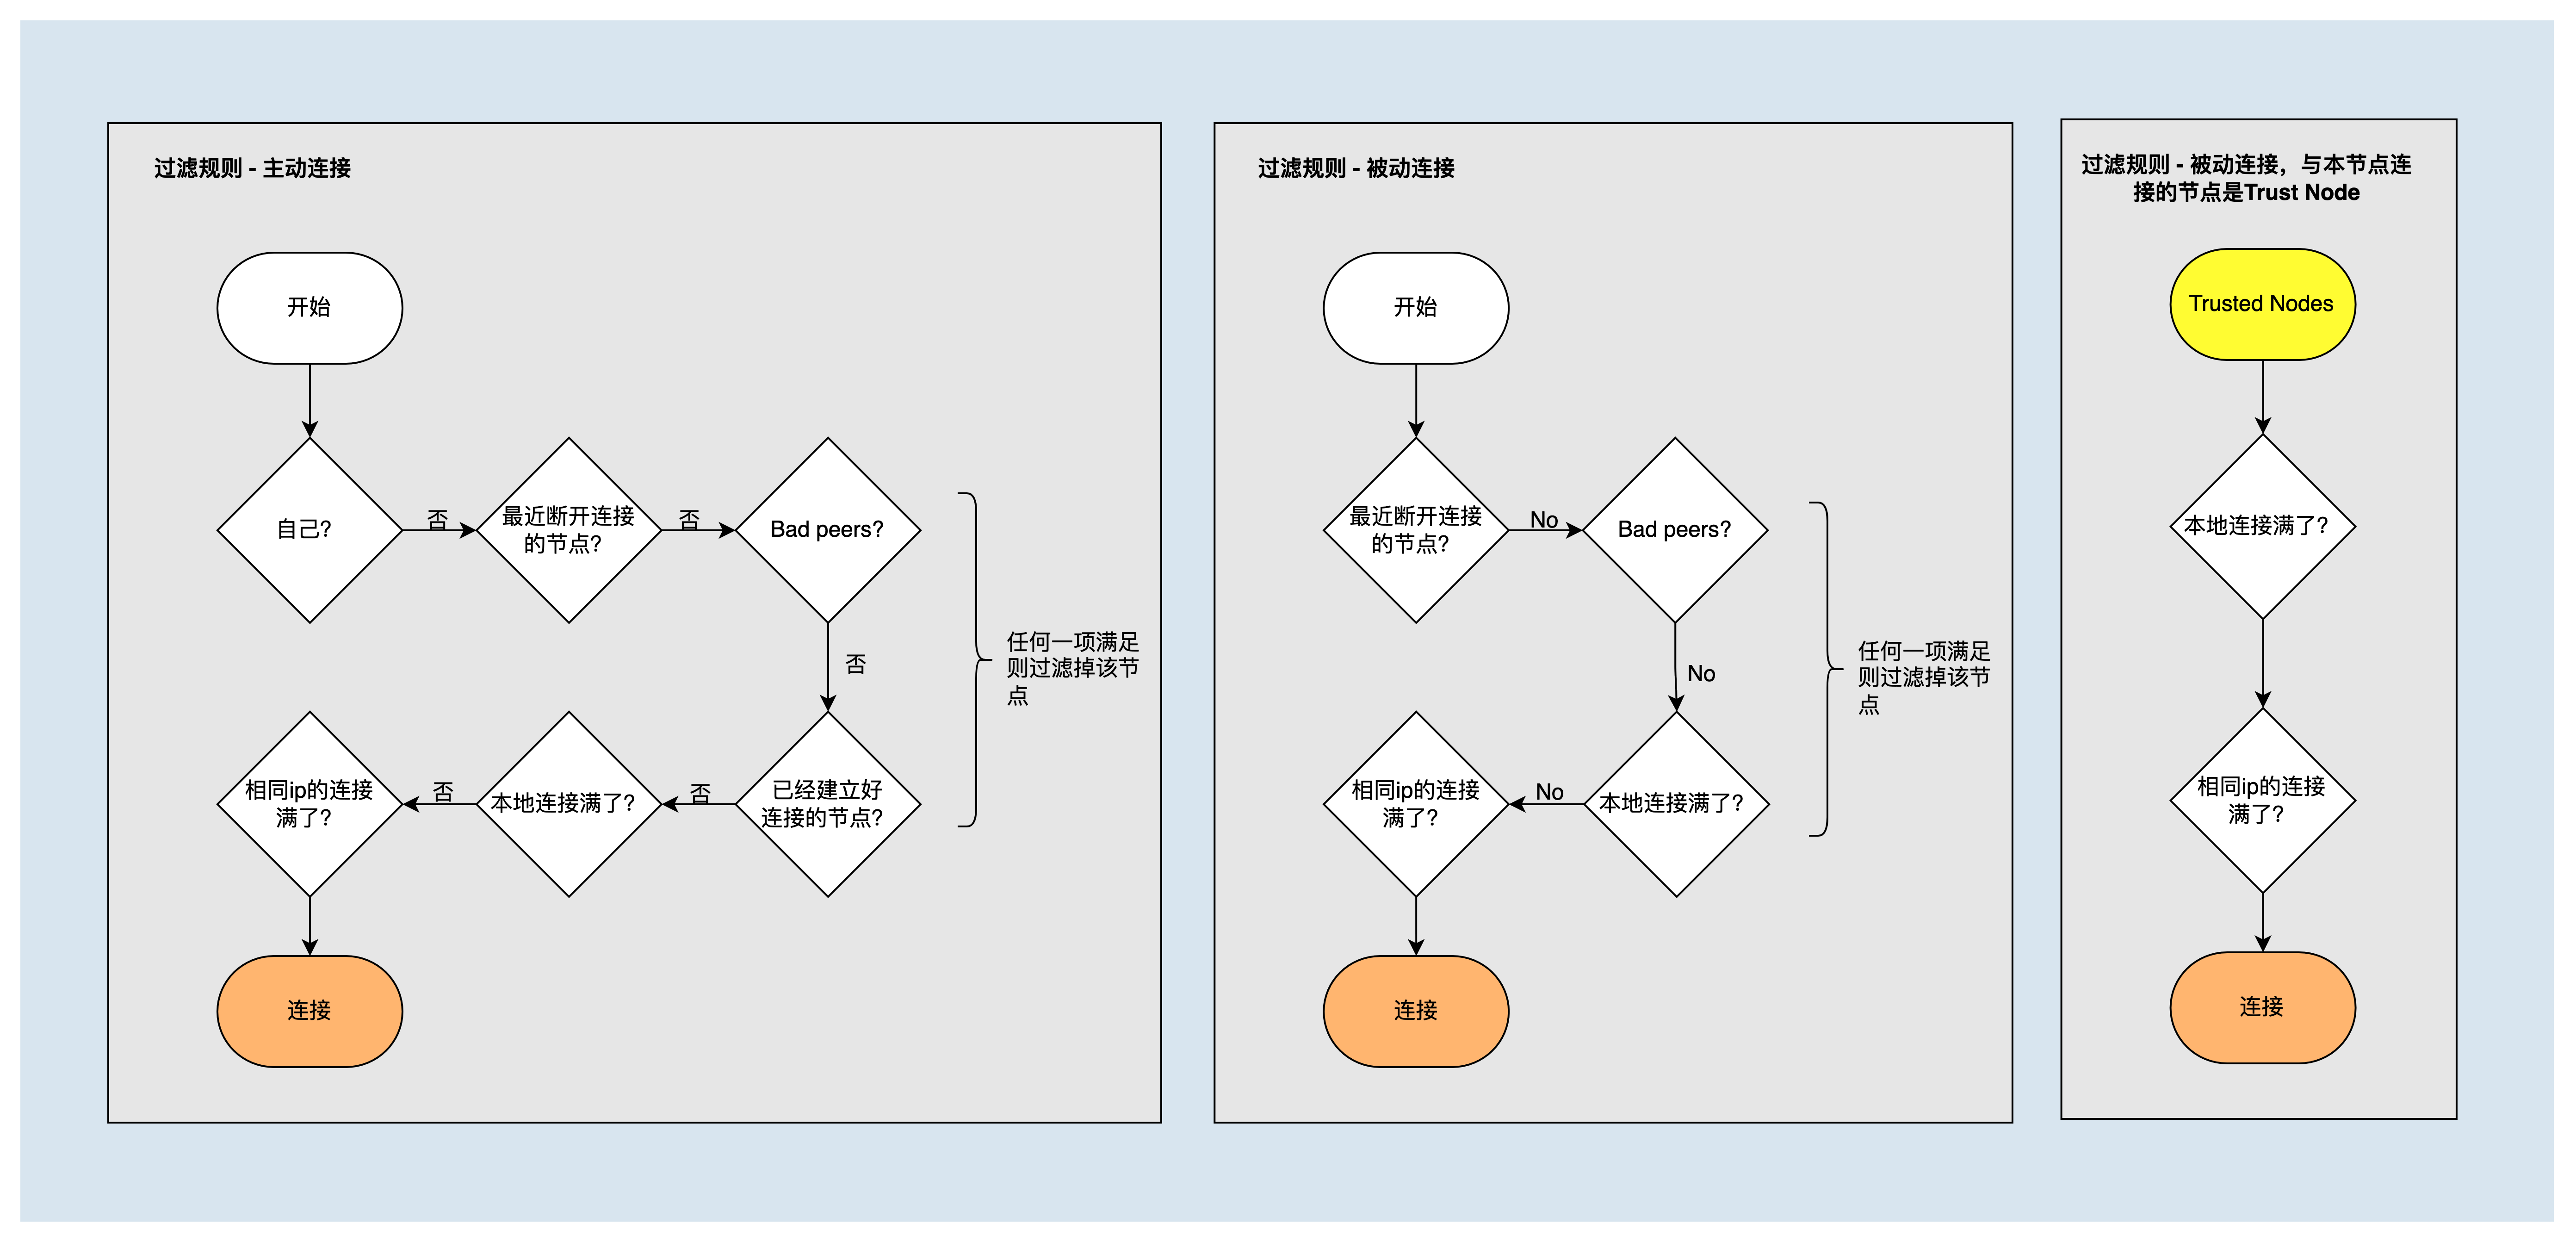 过滤规则 - 主动连接
开始
自己?
否
最近断开连接
的节点?
否
Bad peers?
否
已经建立好
连接的节点?
否
本地连接满了?
否
相同ip的连接
满了?
连接
任何一项满足
则过滤掉该节
点
过滤规则 - 被动连接
开始
最近断开连接
的节点?
No
Bad peers?
No
本地连接满了?
No
相同ip的连接
满了?
连接
任何一项满足
则过滤掉该节
点
过滤规则 - 被动连接，与本节点连
接的节点是Trust Node
Trusted Nodes
本地连接满了?
相同ip的连接
满了?
连接